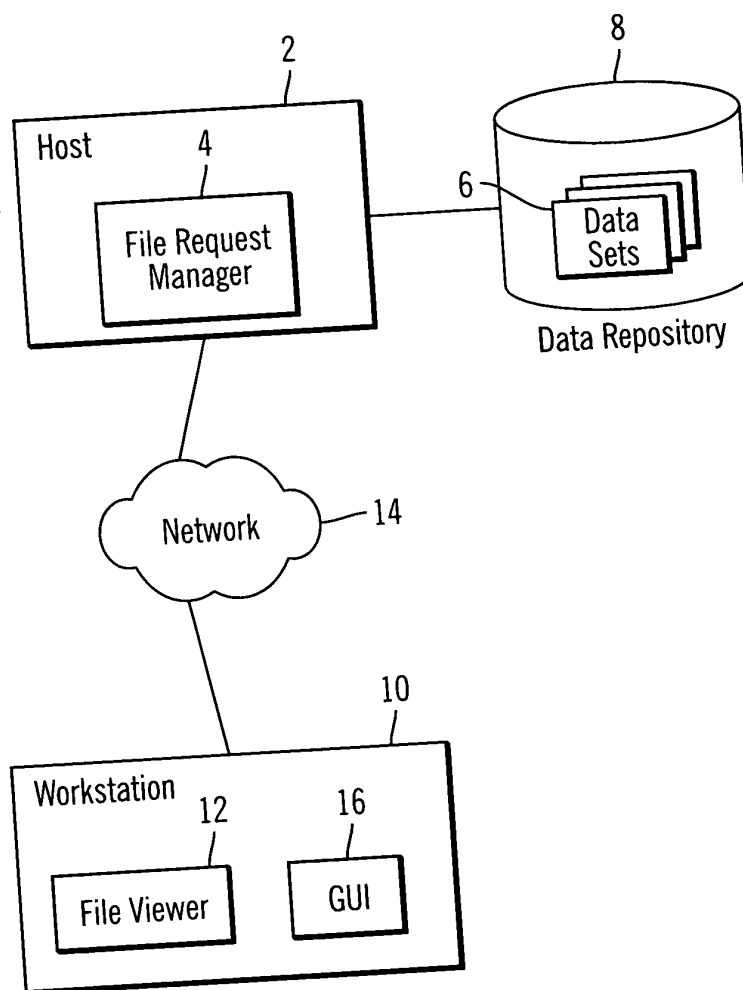 8
2
Host
4
File Request
Manager
6
Data
Sets
Data Repository
Network
14
10
Workstation
12
16
File Viewer
GUI